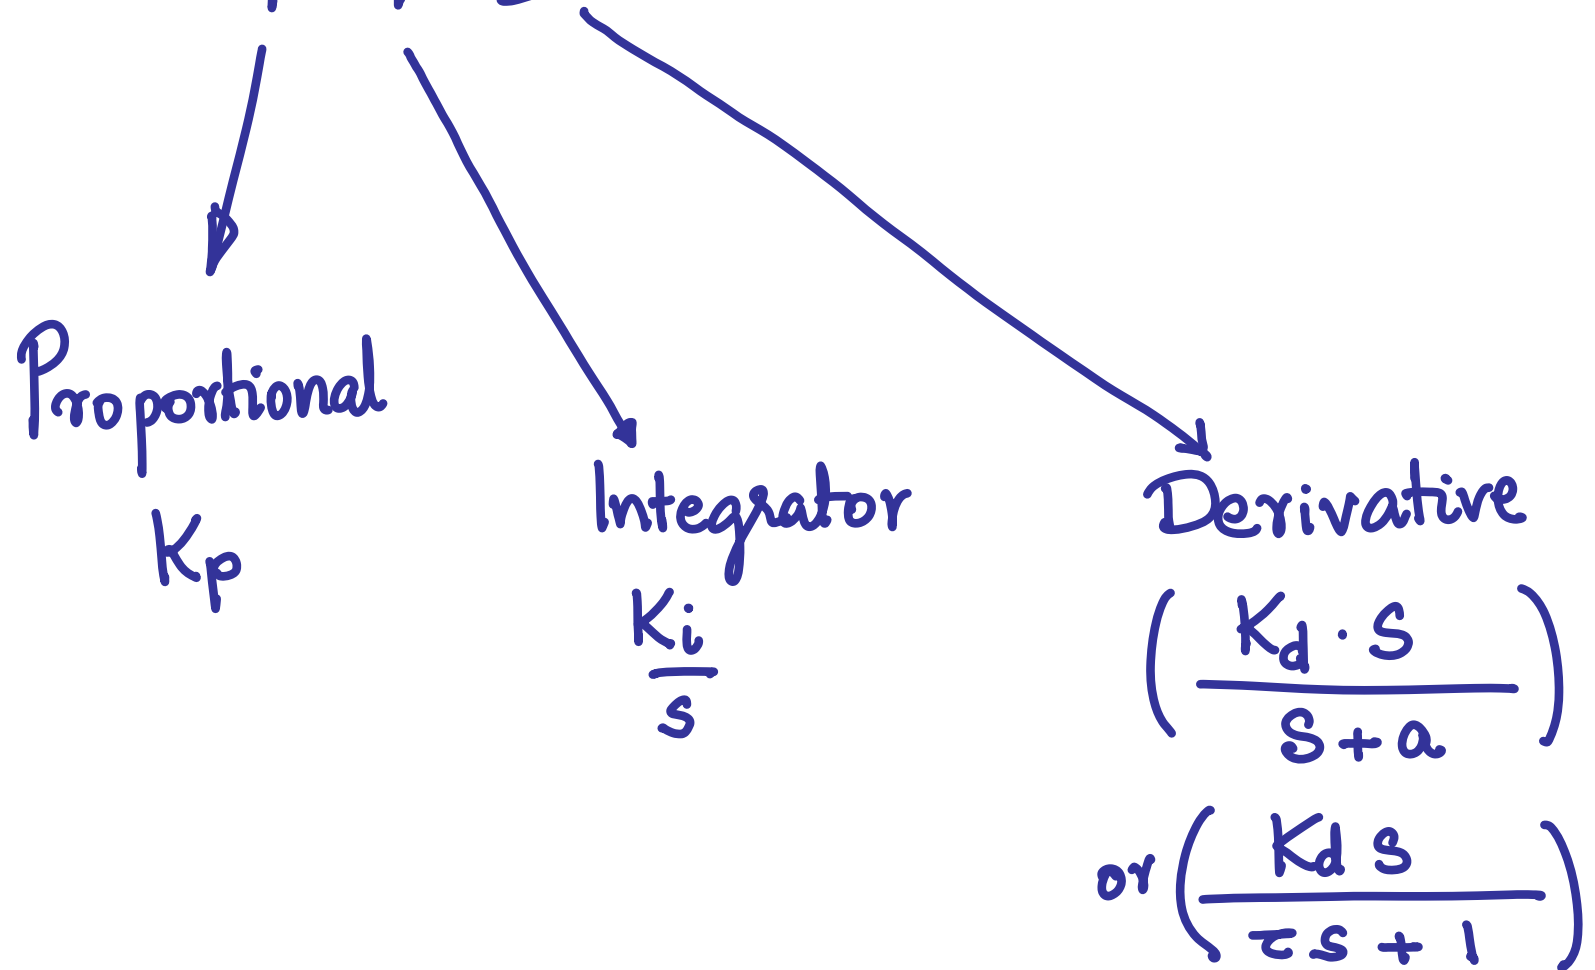 Proportional
Kp
Integrator
Ki
s
Derivative
( Kd · s
s + a )
or ( Kd s
τs + 1 )